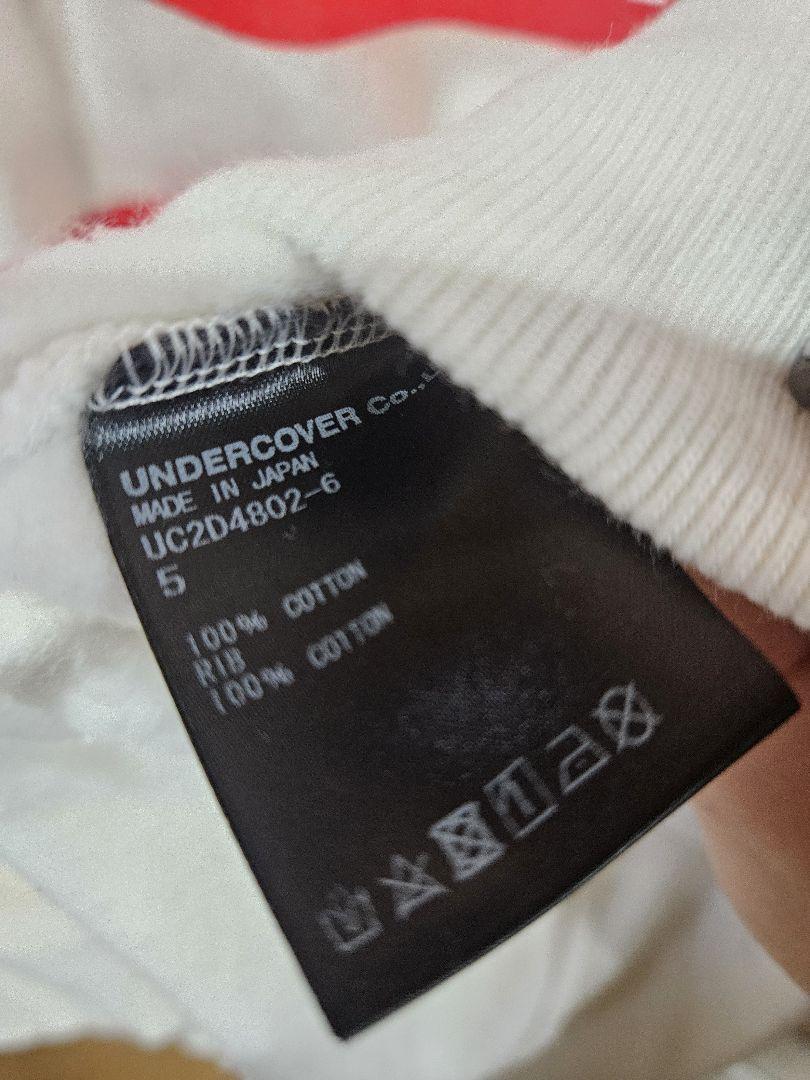 UNDERCOVER Co.,L
MADE IN JAPAN
UC2D4802-6
5
100% COTTON
RIB
100% COTTON